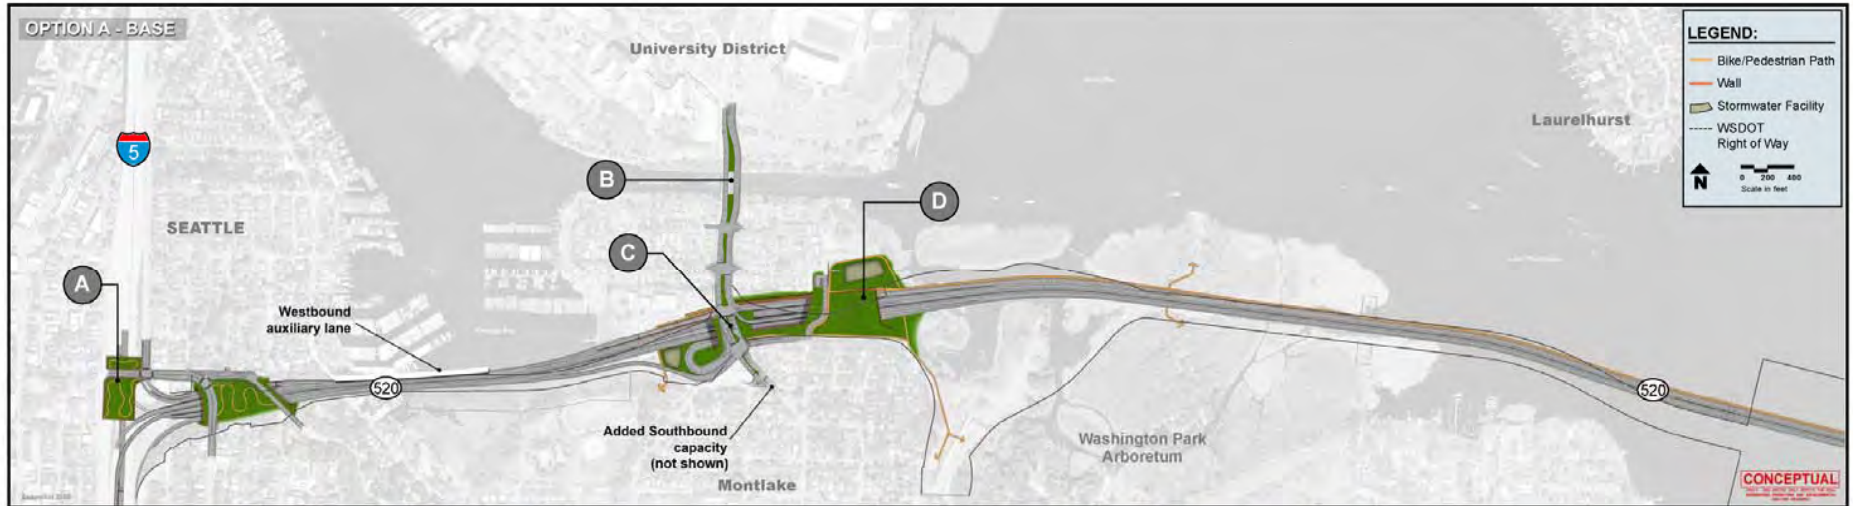 OPTION A - BASE
University District
LEGEND:
Bike/Pedestrian Path
Wall
Stormwater Facility
WSDOT
Right of Way
N
0 200 400
Scale in feet
Laurelhurst
5
B
D
SEATTLE
C
A
Westbound
auxiliary lane
520
520
Added Southbound
capacity
(not shown)
Washington Park
Arboretum
Montlake
CONCEPTUAL